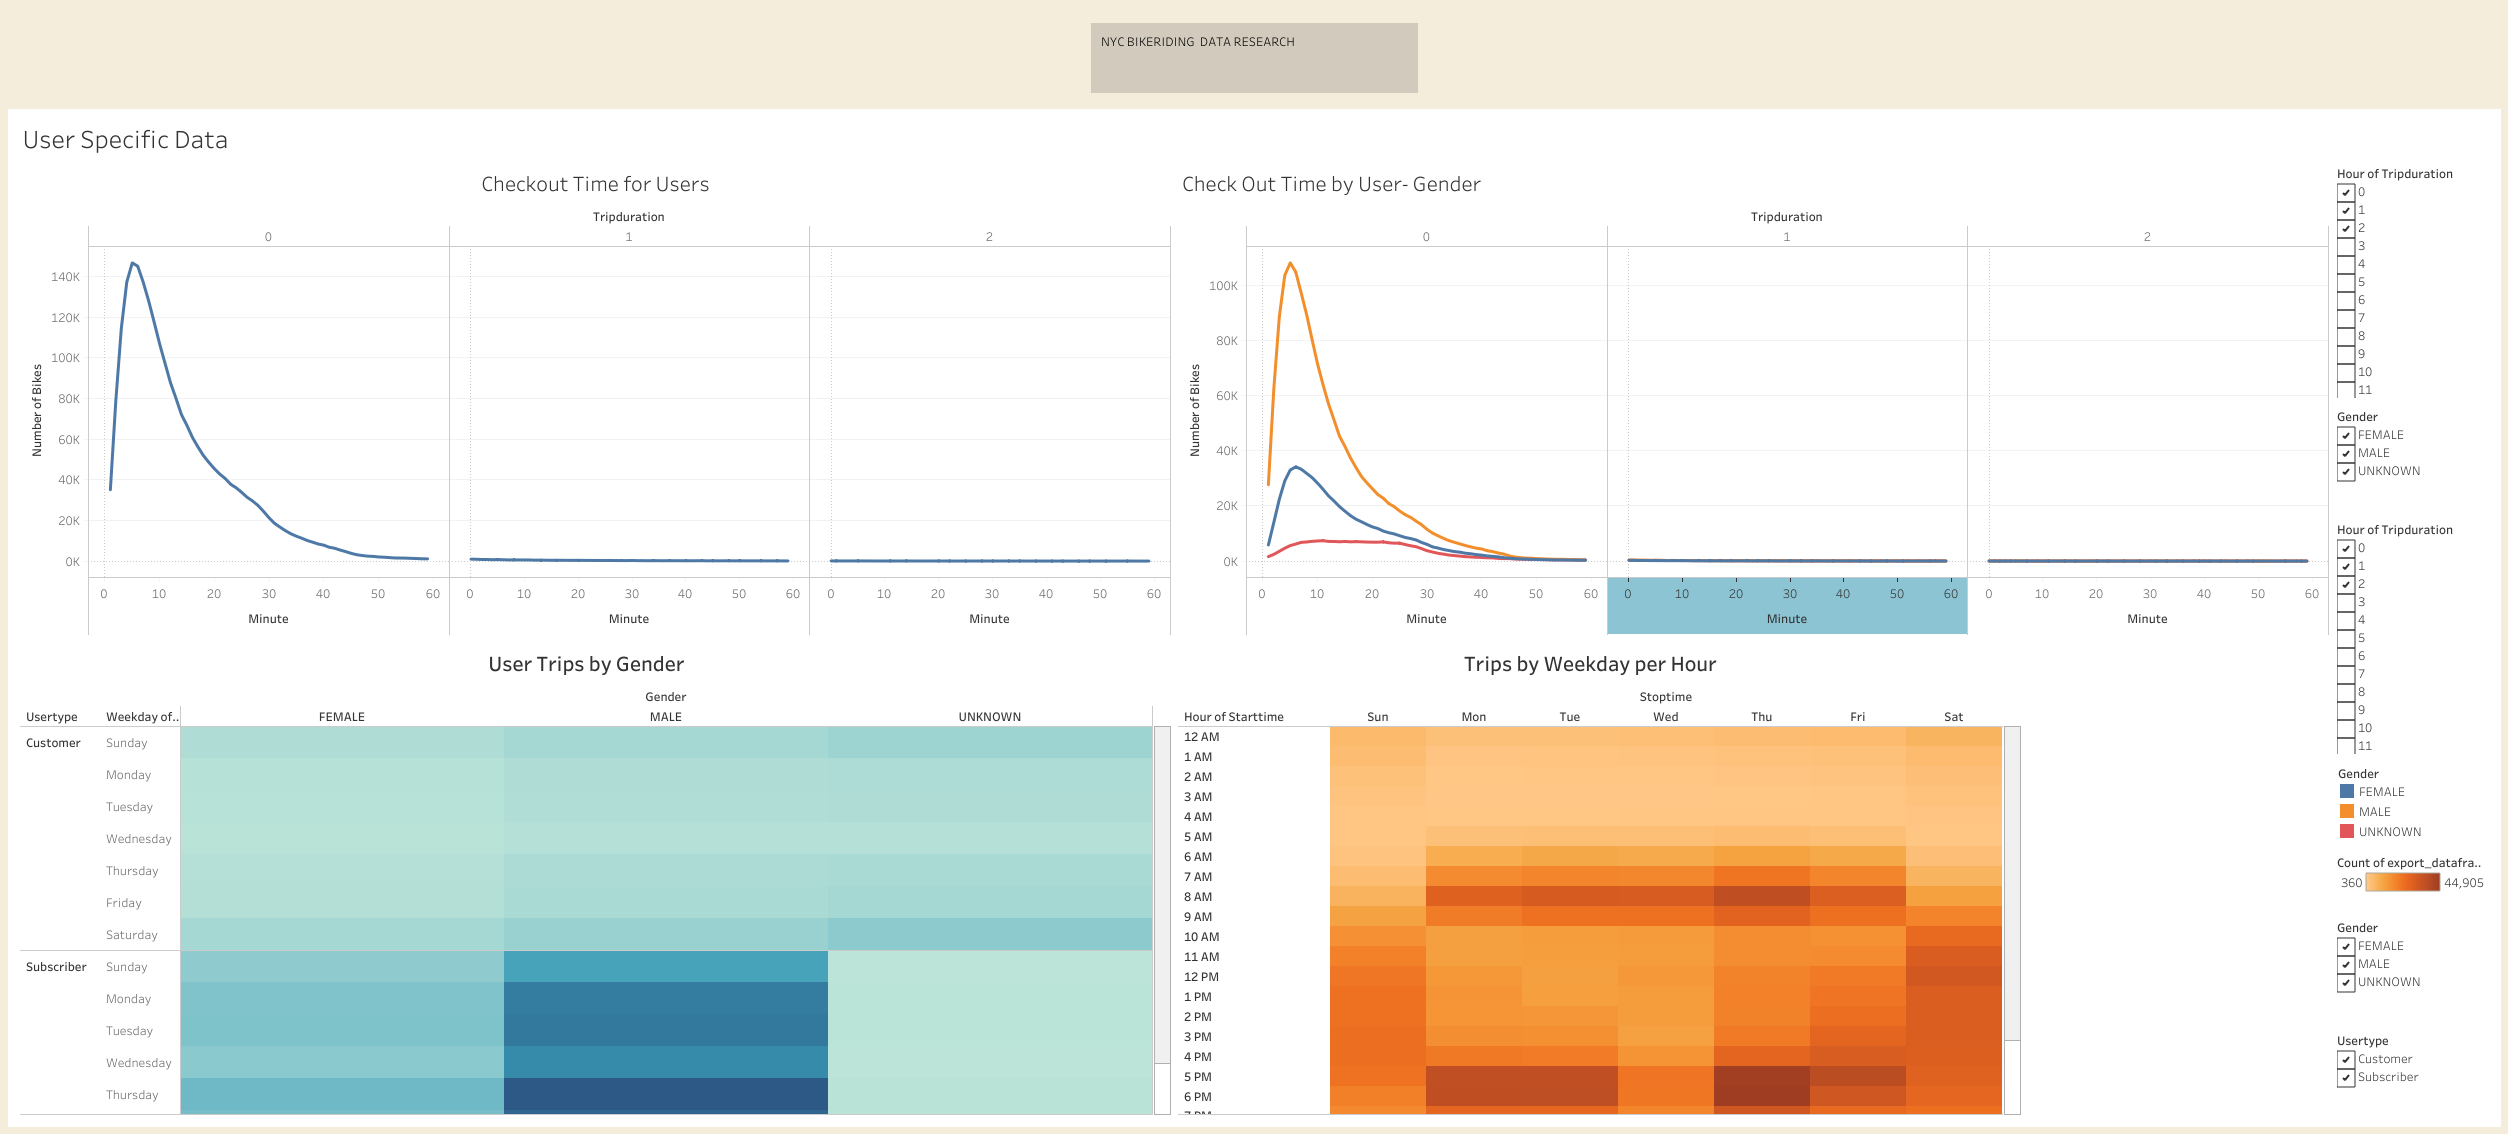 NYC BIKERIDING DATA RESEARCH
User Specific Data
Checkout Time for Users
Tripduration
0 1 2
Number of Bikes
140K
120K
100K
80K
60K
40K
20K
0K
0 10 20 30 40 50 60 0 10 20 30 40 50 60 0 10 20 30 40 50 60
Minute Minute Minute
Check Out Time by User- Gender
Tripduration
0 1 2
Number of Bikes
100K
80K
60K
40K
20K
0K
0 10 20 30 40 50 60 0 10 20 30 40 50 60 0 10 20 30 40 50 60
Minute Minute Minute
Hour of Tripduration
0
1
2
3
4
5
6
7
8
9
10
11
Gender
FEMALE
MALE
UNKNOWN
Hour of Tripduration
0
1
2
3
4
5
6
7
8
9
10
11
Gender
FEMALE
MALE
UNKNOWN
Count of export_datafra..
360 44,905
Gender
FEMALE
MALE
UNKNOWN
Usertype
Customer
Subscriber
User Trips by Gender
Gender
Usertype Weekday of.. FEMALE MALE UNKNOWN
Customer Sunday
Monday
Tuesday
Wednesday
Thursday
Friday
Saturday
Subscriber Sunday
Monday
Tuesday
Wednesday
Thursday
Trips by Weekday per Hour
Stoptime
Hour of Starttime Sun Mon Tue Wed Thu Fri Sat
12 AM
1 AM
2 AM
3 AM
4 AM
5 AM
6 AM
7 AM
8 AM
9 AM
10 AM
11 AM
12 PM
1 PM
2 PM
3 PM
4 PM
5 PM
6 PM
7 PM